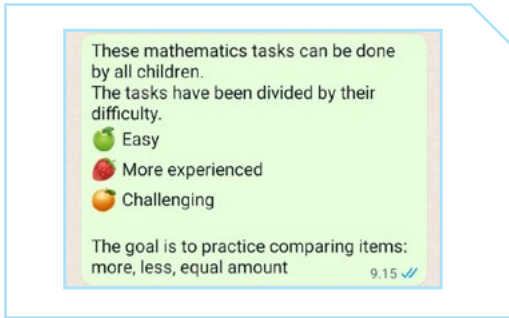 These mathematics tasks can be done
by all children.
The tasks have been divided by their
difficulty.
🍏 Easy
🍓 More experienced
🍊 Challenging
The goal is to practice comparing items:
more, less, equal amount
9.15